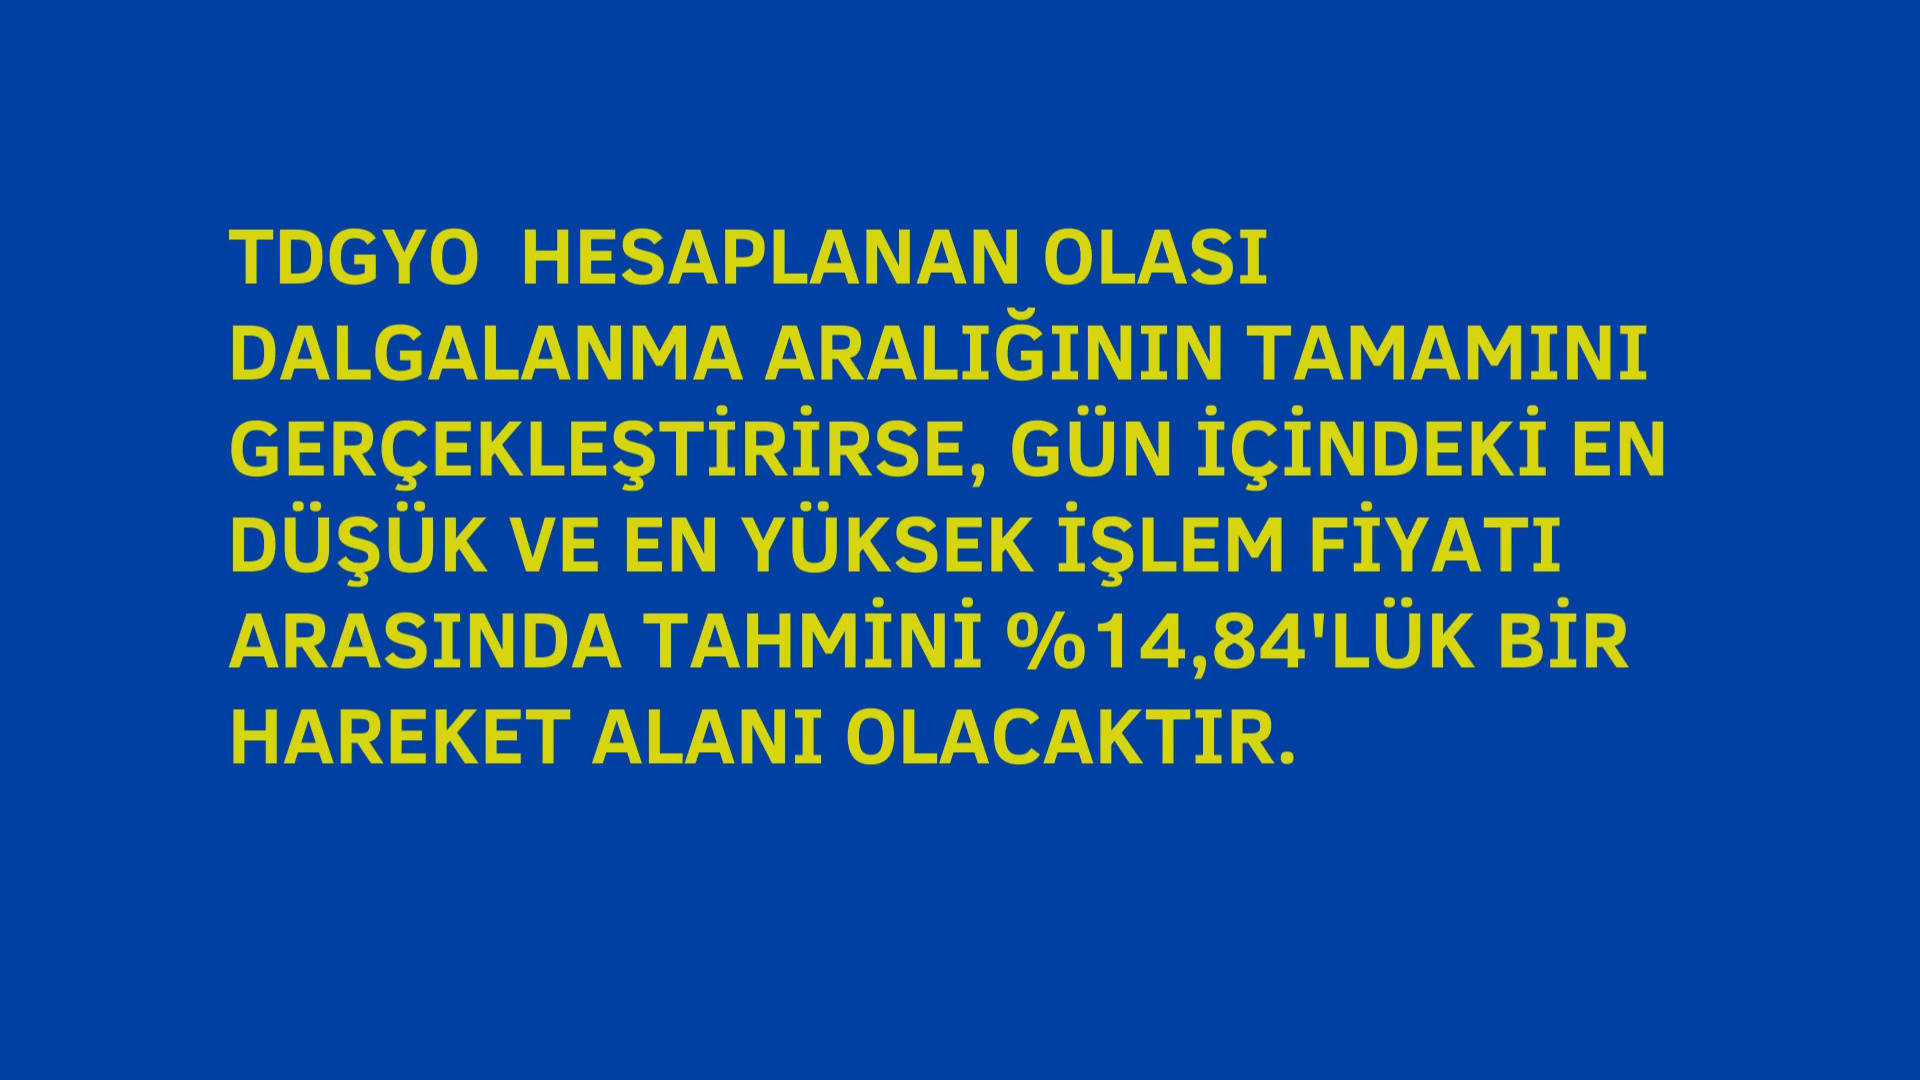 TDGYO  HESAPLANAN OLASI
DALGALANMA ARALIĞININ TAMAMINI
GERÇEKLEŞTİRİRSE, GÜN İÇİNDEKİ EN
DÜŞÜK VE EN YÜKSEK İŞLEM FİYATI
ARASINDA TAHMİNİ %14,84'LÜK BİR
HAREKET ALANI OLACAKTIR.